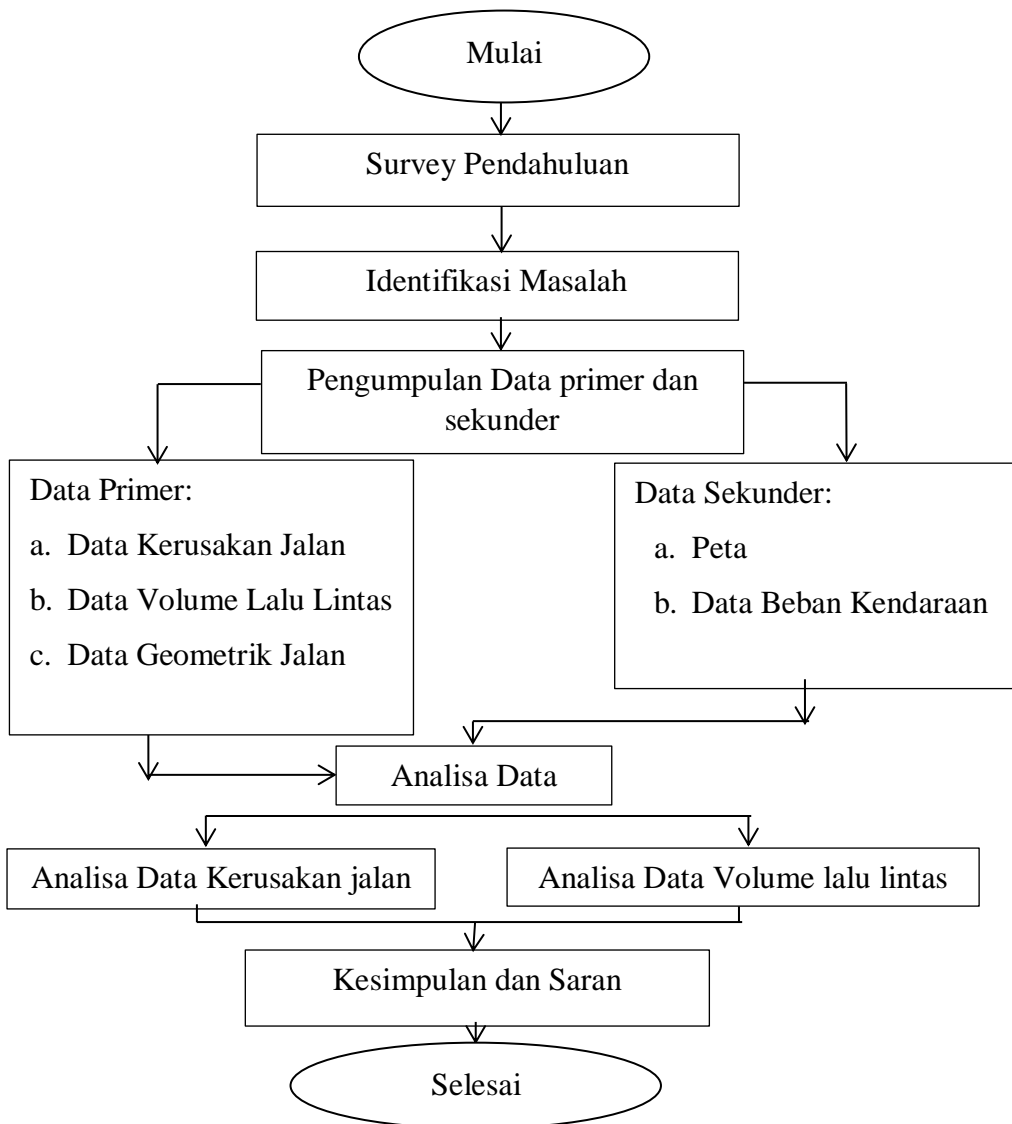 Mulai
Survey Pendahuluan
Identifikasi Masalah
Pengumpulan Data primer dan
sekunder
Data Primer:
a. Data Kerusakan Jalan
b. Data Volume Lalu Lintas
c. Data Geometrik Jalan
Data Sekunder:
a. Peta
b. Data Beban Kendaraan
Analisa Data
Analisa Data Kerusakan jalan
Analisa Data Volume lalu lintas
Kesimpulan dan Saran
Selesai